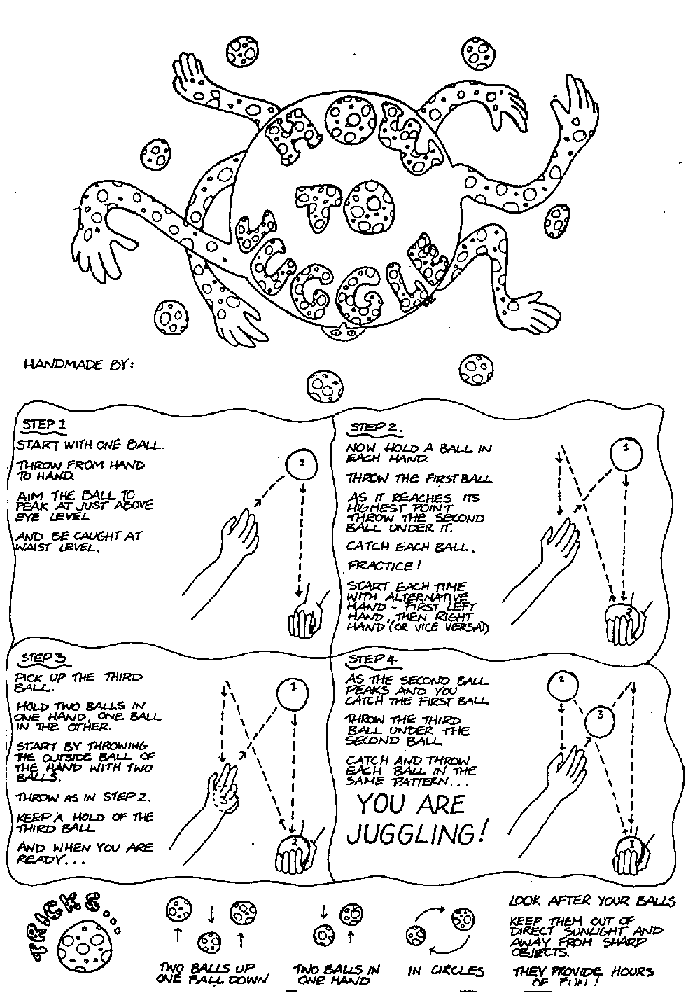 HOW
TO
JUGGLE
HANDMADE BY:
STEP 1
START WITH ONE BALL.
THROW FROM HAND
TO HAND
AIM THE BALL TO
PEAK AT JUST ABOVE
EYE LEVEL
AND BE CAUGHT AT
WAIST LEVEL.
STEP 2.
NOW HOLD A BALL IN
EACH HAND.
THROW THE FIRST BALL
AS IT REACHES ITS
HIGHEST POINT
THROW THE SECOND
BALL UNDER IT.
CATCH EACH BALL.
PRACTICE!
START EACH TIME
WITH ALTERNATIVE
HAND - FIRST LEFT
HAND, THEN RIGHT
HAND (OR VICE VERSA)
1
STEP 3
PICK UP THE THIRD
BALL.
HOLD TWO BALLS IN
ONE HAND, ONE BALL
IN THE OTHER.
START BY THROWING
THE OUTSIDE BALL OF
THE HAND WITH TWO
BALLS.
THROW AS IN STEP 2.
KEEP A HOLD OF THE
THIRD BALL
AND WHEN YOU ARE
READY...
1
STEP 4.
AS THE SECOND BALL
PEAKS AND YOU
CATCH THE FIRST BALL
THROW THE THIRD
BALL UNDER THE
SECOND BALL
CATCH AND THROW
EACH BALL IN THE
SAME PATTERN...
YOU ARE
JUGGLING!
2
3
TRICKS...
TWO BALLS UP
ONE BALL DOWN
TWO BALLS IN
ONE HAND
IN CIRCLES
LOOK AFTER YOUR BALLS
KEEP THEM OUT OF
DIRECT SUNLIGHT AND
AWAY FROM SHARP
OBJECTS.
THEY PROVIDE HOURS
OF FUN!